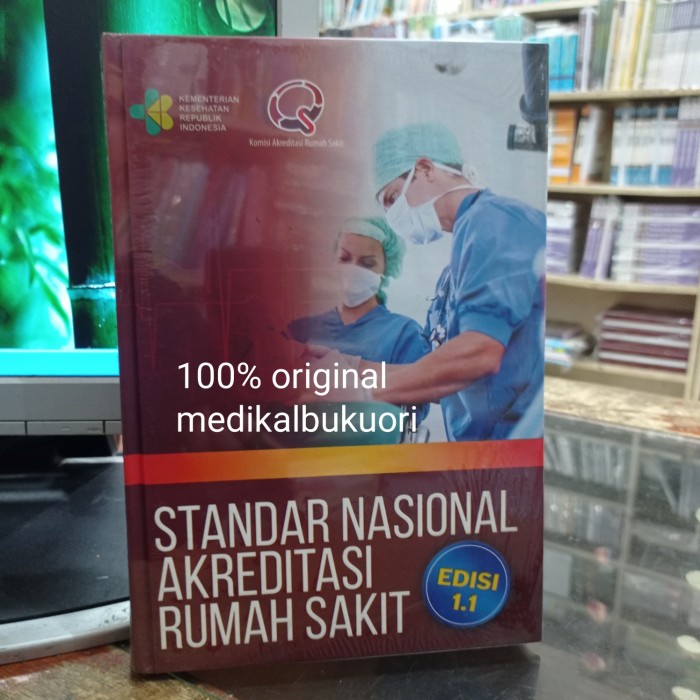 KEMENTERIAN
KESEHATAN
REPUBLIK
INDONESIA
Komisi Akreditasi Rumah Sakit
100% original
medikalbukuori
STANDAR NASIONAL
AKREDITASI
RUMAH SAKIT
EDISI
1.1